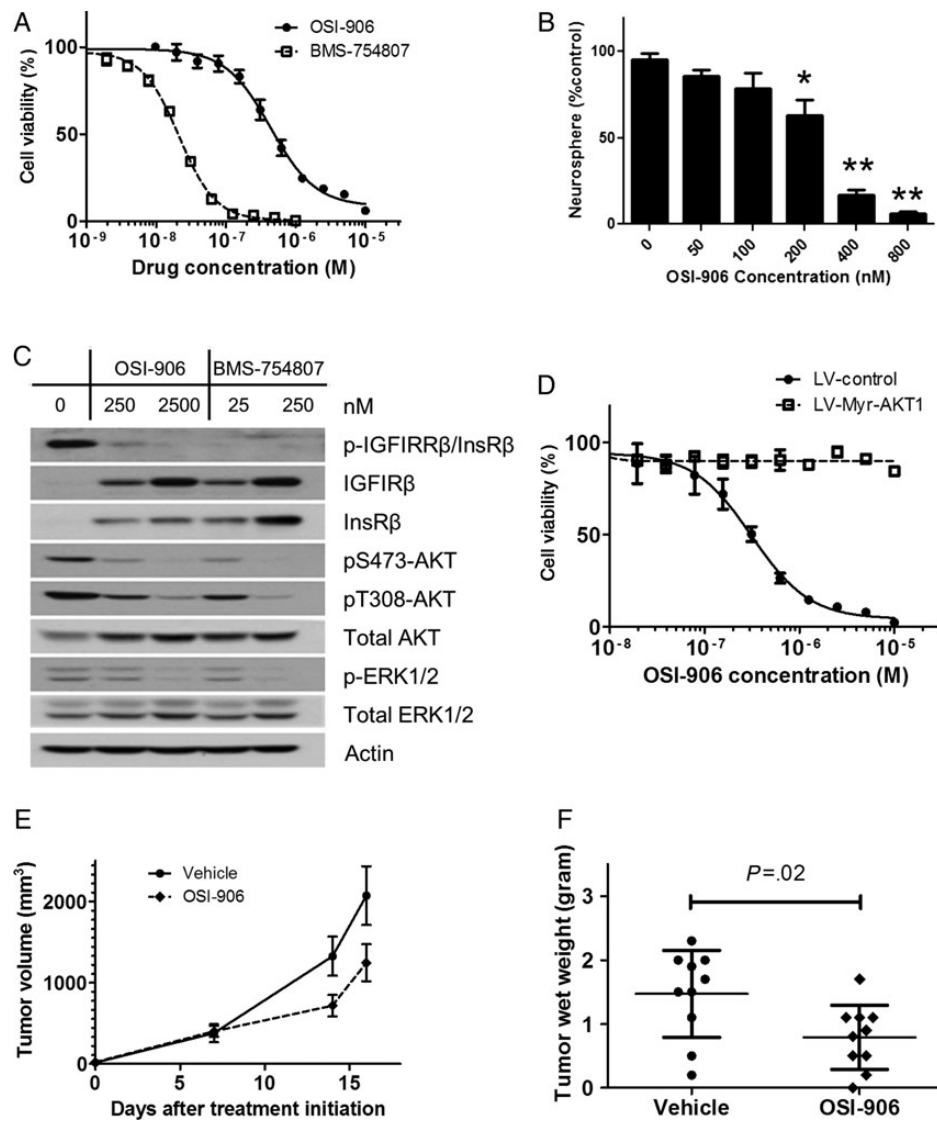 A
OSI-906
BMS-754807
Cell viability (%)
100
50
0
10-9
10-8
10-7
10-6
10-5
Drug concentration (M)
B
Neurosphere (%control)
100
50
0
*
**
**
0
50
100
200
400
800
OSI-906 Concentration (nM)
C
OSI-906
BMS-754807
0
250
2500
25
250
nM
p-IGFIRRβ/InsRβ
IGFIRβ
InsRβ
pS473-AKT
pT308-AKT
Total AKT
p-ERK1/2
Total ERK1/2
Actin
D
LV-control
LV-Myr-AKT1
Cell viability (%)
100
50
0
10-8
10-7
10-6
10-5
OSI-906 concentration (M)
E
Vehicle
OSI-906
Tumor volume (mm3)
2000
1000
0
0
5
10
15
Days after treatment initiation
F
P=.02
Tumor wet weight (gram)
3
2
1
0
Vehicle
OSI-906